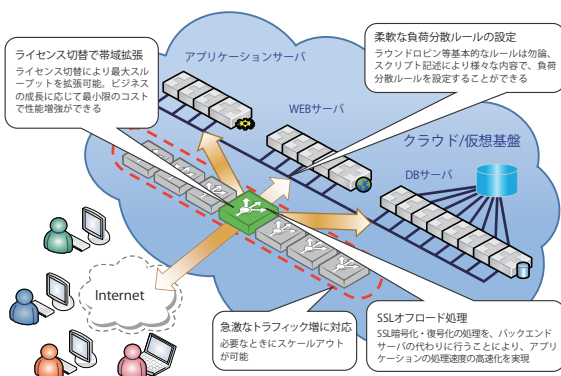 ライセンス切替で帯域拡張
ライセンス切替により最大スル
ープットを拡張可能。ビジネス
の成長に応じて最小限のコスト
で性能増強ができる
アプリケーションサーバ
柔軟な負荷分散ルールの設定
ラウンドロビン等基本的なルールは勿論、
スクリプト記述により様々な内容で、負荷
分散ルールを設定することができる
WEBサーバ
クラウド/仮想基盤
DBサーバ
Internet
急激なトラフィック増に対応
必要なときにスケールアウト
が可能
SSLオフロード処理
SSL暗号化・復号化の処理を、バックエンド
サーバの代わりに行うことにより、アプリ
ケーションの処理速度の高速化を実現